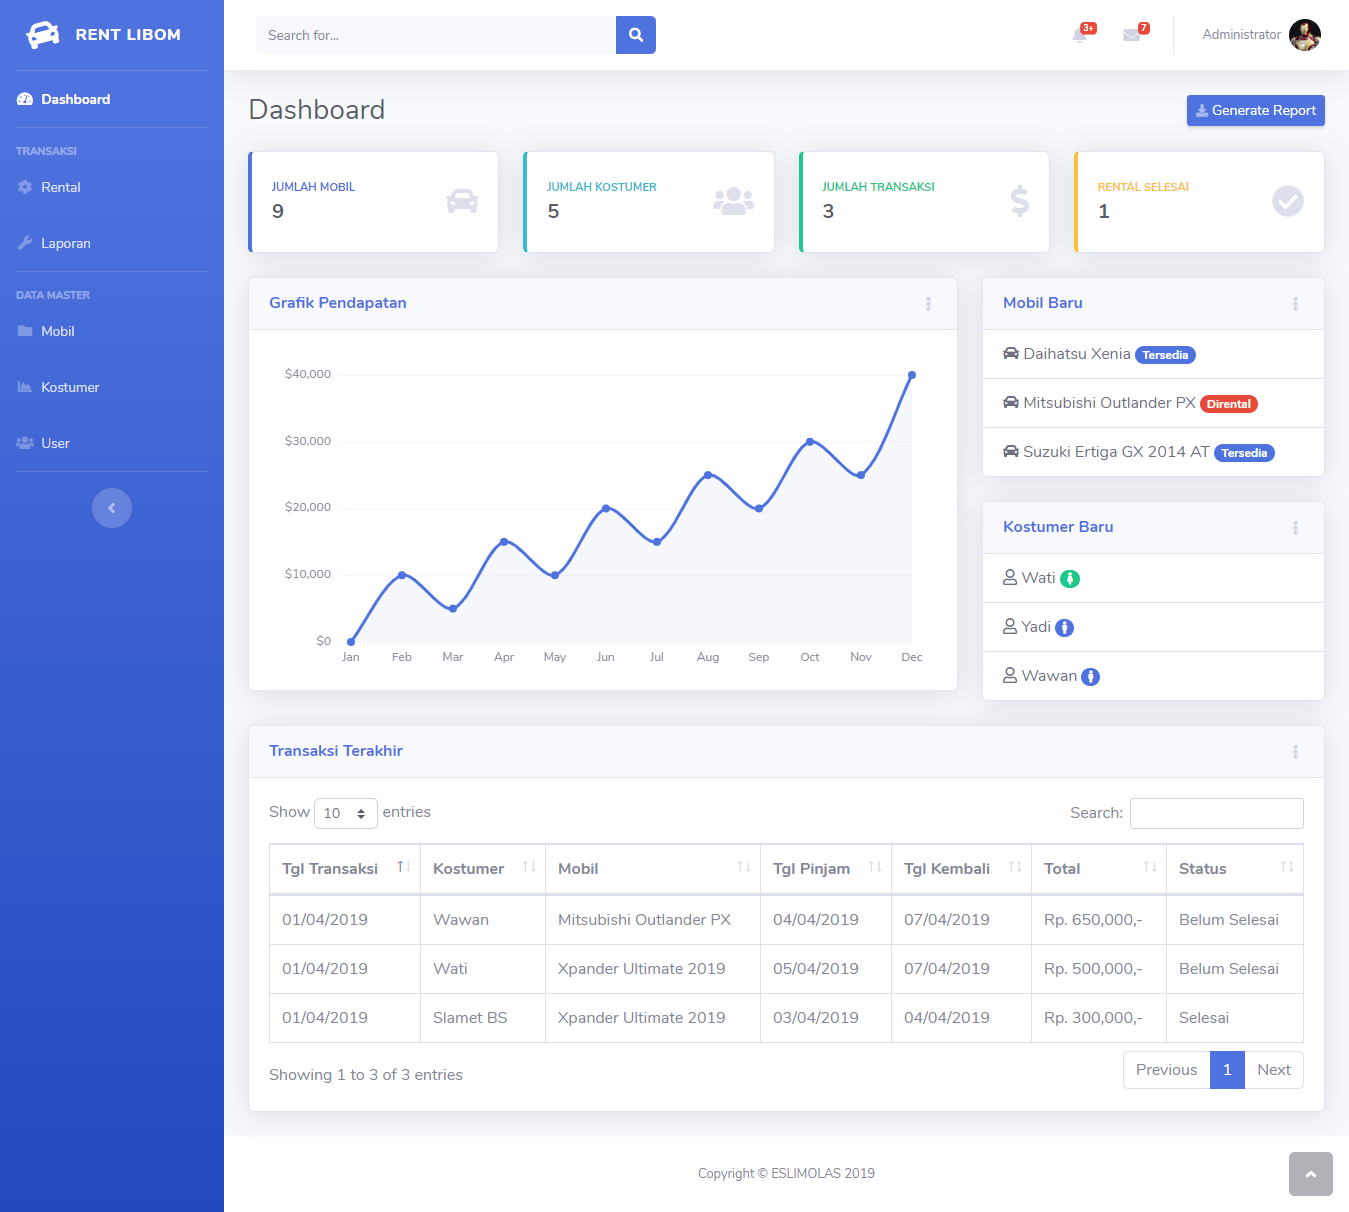 RENT LIBOM
Search for...
3+
7
Administrator
Dashboard
TRANSAKSI
Rental
Laporan
DATA MASTER
Mobil
Kostumer
User
Dashboard
Generate Report
JUMLAH MOBIL
9
JUMLAH KOSTUMER
5
JUMLAH TRANSAKSI
3
RENTAL SELESAI
1
Grafik Pendapatan
$40,000
$30,000
$20,000
$10,000
$0
Jan Feb Mar Apr May Jun Jul Aug Sep Oct Nov Dec
Mobil Baru
Daihatsu Xenia Tersedia
Mitsubishi Outlander PX Dirental
Suzuki Ertiga GX 2014 AT Tersedia
Kostumer Baru
Wati
Yadi
Wawan
Transaksi Terakhir
Show 10 entries
Search:
Tgl Transaksi Kostumer Mobil Tgl Pinjam Tgl Kembali Total Status
01/04/2019 Wawan Mitsubishi Outlander PX 04/04/2019 07/04/2019 Rp. 650,000,- Belum Selesai
01/04/2019 Wati Xpander Ultimate 2019 05/04/2019 07/04/2019 Rp. 500,000,- Belum Selesai
01/04/2019 Slamet BS Xpander Ultimate 2019 03/04/2019 04/04/2019 Rp. 300,000,- Selesai
Showing 1 to 3 of 3 entries
Previous 1 Next
Copyright © ESLIMOLAS 2019